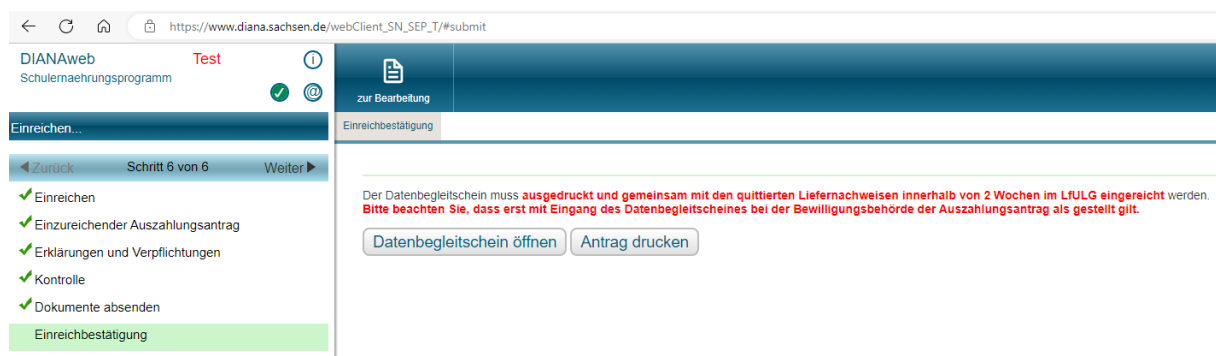 https://www.diana.sachsen.de/webClient_SN_SEP_T/#submit
DIANAweb Test
Schulernaehrungsprogramm
@
zur Bearbeitung
Einreichen...
Einreichbestätigung
Zurück Schritt 6 von 6 Weiter
Einreichen
Einzureichender Auszahlungsantrag
Erklärungen und Verpflichtungen
Kontrolle
Dokumente absenden
Einreichbestätigung
Der Datenbegleitschein muss ausgedruckt und gemeinsam mit den quittierten Liefernachweisen innerhalb von 2 Wochen im LfULG eingereicht werden.
Bitte beachten Sie, dass erst mit Eingang des Datenbegleitscheines bei der Bewilligungsbehörde der Auszahlungsantrag als gestellt gilt.
Datenbegleitschein öffnen Antrag drucken